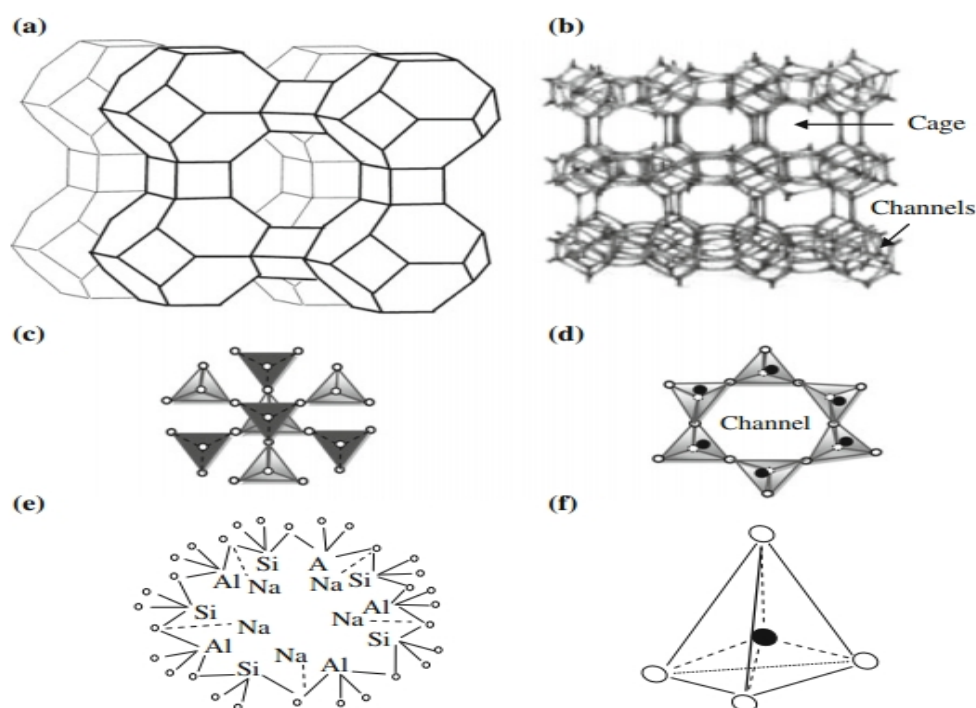 (a)
(b)
Cage
Channels
(c)
(d)
Channel
(e)
(f)
Si A
Al Na Na Si
Si Na Na Al
Al Na Si
Si Al